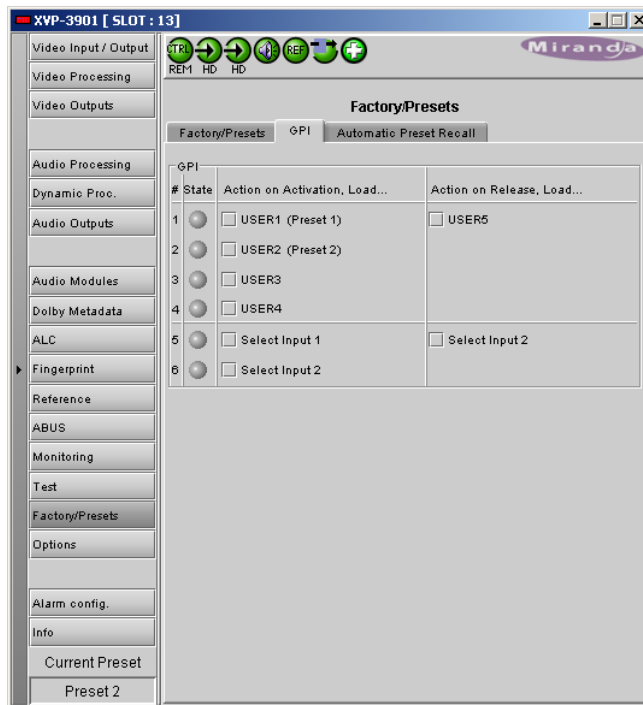 XVP-3901 [ SLOT : 13]
Video Input / Output
Video Processing
Video Outputs
Audio Processing
Dynamic Proc.
Audio Outputs
Audio Modules
Dolby Metadata
ALC
Fingerprint
Reference
ABUS
Monitoring
Test
Factory/Presets
Options
Alarm config.
Info
Current Preset
Preset 2
CTRL REF
REM HD HD
Miranda
Factory/Presets
Factory/Presets GPI Automatic Preset Recall
GPI
# State Action on Activation, Load... Action on Release, Load...
1 USER1 (Preset 1) USER5
2 USER2 (Preset 2)
3 USER3
4 USER4
5 Select Input 1 Select Input 2
6 Select Input 2